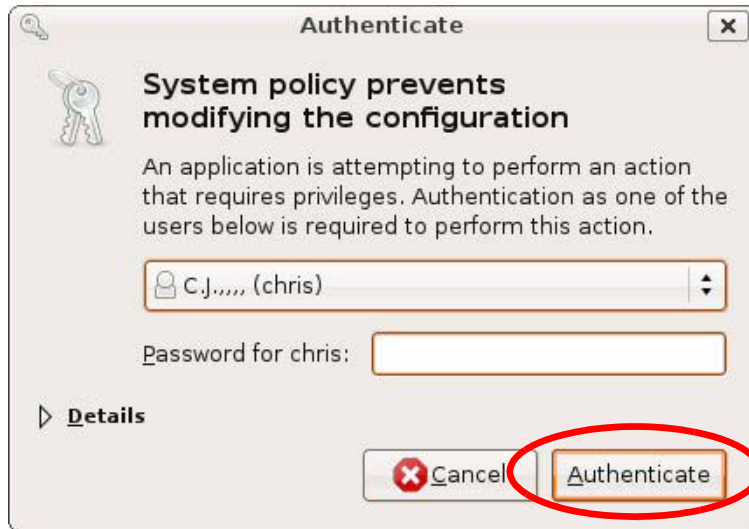 Authenticate
System policy prevents
modifying the configuration
An application is attempting to perform an action
that requires privileges. Authentication as one of the
users below is required to perform this action.
C.J.,,,, (chris)
Password for chris:
Details
Cancel Authenticate